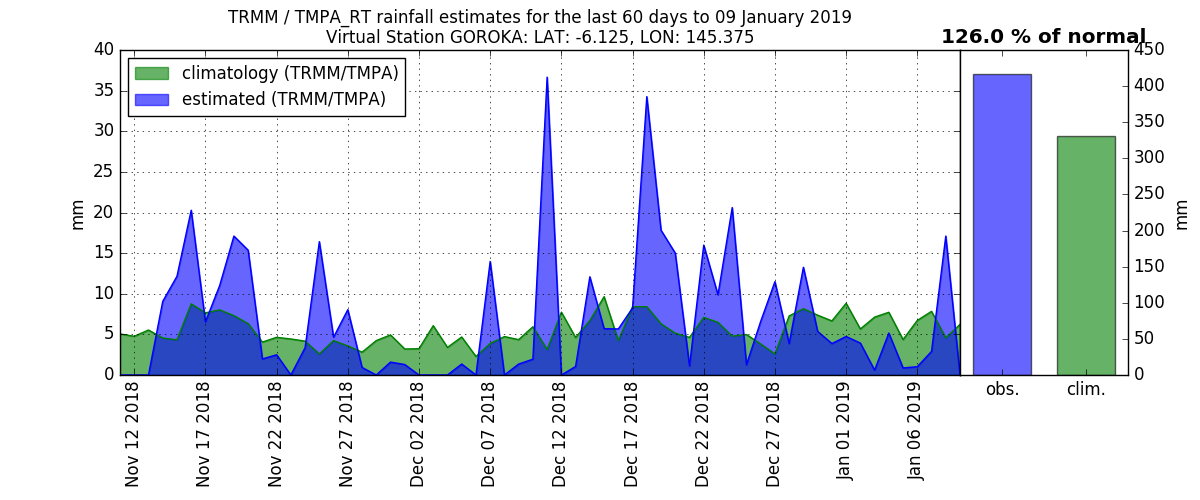 TRMM / TMPA_RT rainfall estimates for the last 60 days to 09 January 2019
Virtual Station GOROKA: LAT: -6.125, LON: 145.375
126.0 % of normal
climatology (TRMM/TMPA)
estimated (TRMM/TMPA)
mm
40
35
30
25
20
15
10
5
0
Nov 12 2018
Nov 17 2018
Nov 22 2018
Nov 27 2018
Dec 02 2018
Dec 07 2018
Dec 12 2018
Dec 17 2018
Dec 22 2018
Dec 27 2018
Jan 01 2019
Jan 06 2019
obs.
clim.
450
400
350
300
250
200
150
100
50
0
mm